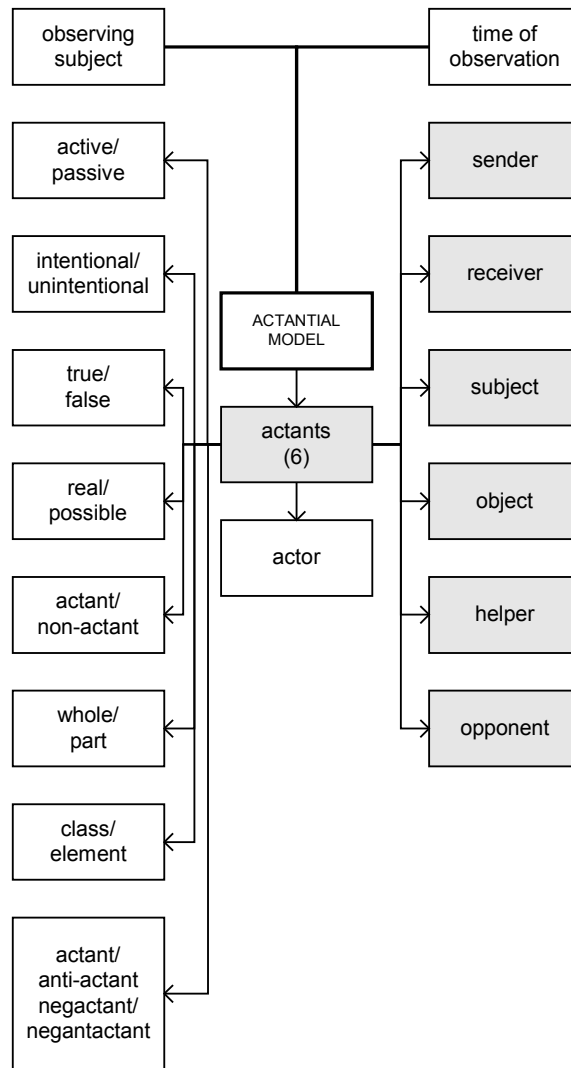 observing
subject
time of
observation
active/
passive
sender
intentional/
unintentional
receiver
ACTANTIAL
MODEL
true/
false
subject
actants
(6)
real/
possible
object
actor
actant/
non-actant
helper
whole/
part
opponent
class/
element
actant/
anti-actant
negactant/
negantactant